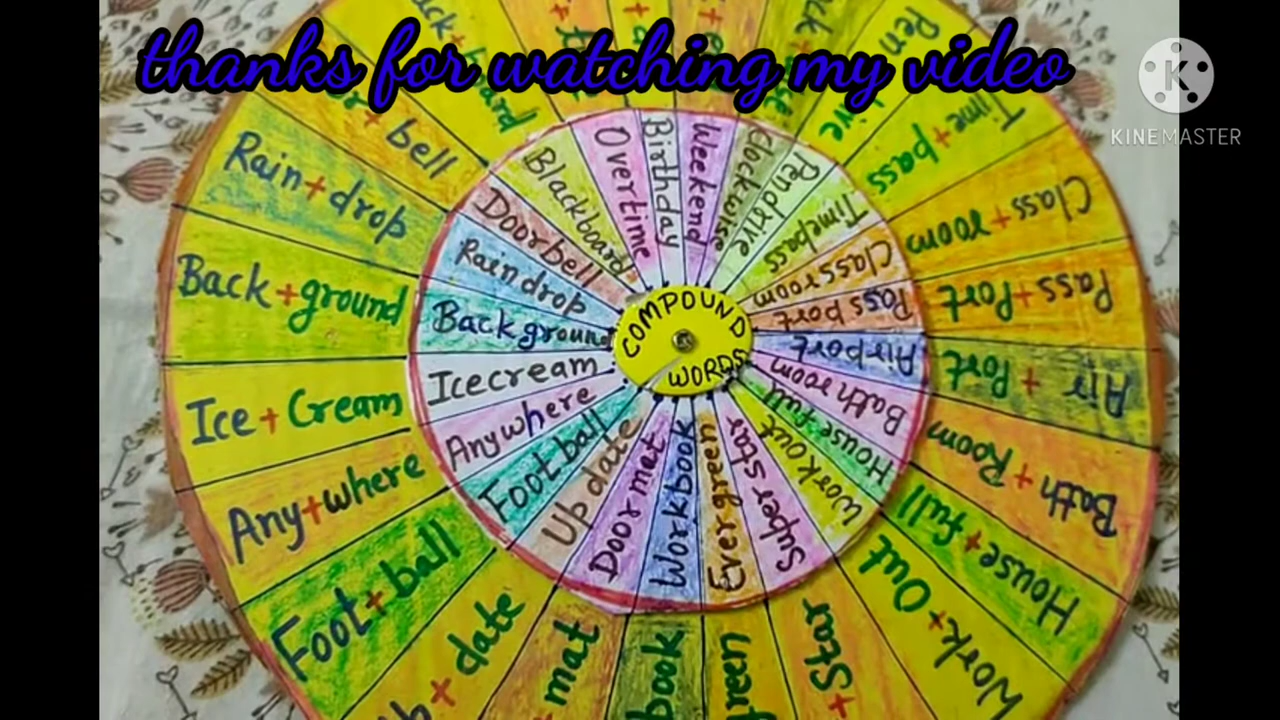 thanks for watching my video
KINEMASTER
COMPOUND
WORDS
Overtime
Birthday
Weekend
Clockwise
Pendrive
Timepass
Classroom
Pass port
Airport
Bath room
House full
Work out
Super star
Evergreen
Workbook
Door mat
Up date
Foot ball
Anywhere
Icecream
Back ground
Rain drop
Doorbell
Blackboard
Time + pass
Class + room
Pass + Port
Air + Port
Bath + Room
House + full
Work + Out
+ Star
book
+ mat
+ date
Foot + ball
Any + where
Ice + Cream
Back + ground
Rain + drop
+ bell